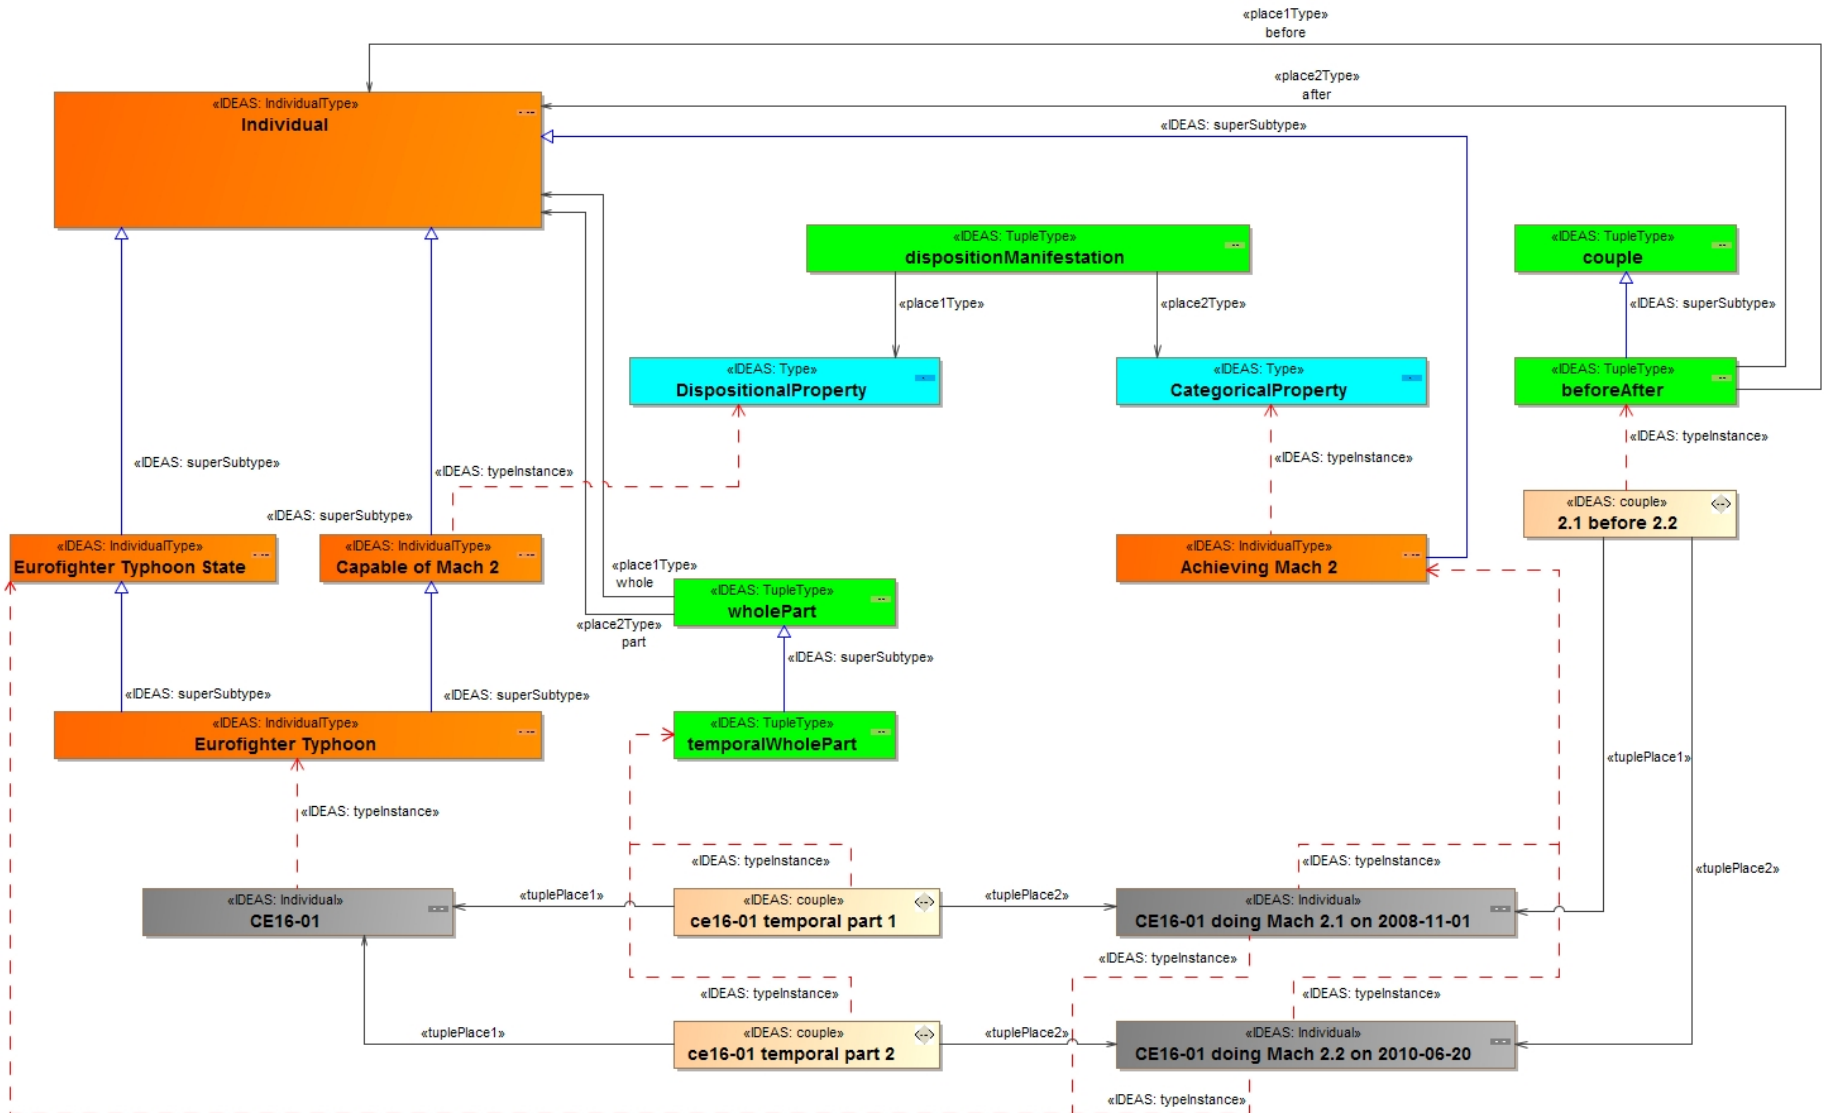 «place1Type»
before
«place2Type»
after
«IDEAS: IndividualType»
Individual
«IDEAS: superSubtype»
«IDEAS: TupleType»
dispositionManifestation
«IDEAS: TupleType»
couple
«place1Type»
«place2Type»
«IDEAS: superSubtype»
«IDEAS: Type»
DispositionalProperty
«IDEAS: Type»
CategoricalProperty
«IDEAS: TupleType»
beforeAfter
«IDEAS: typeInstance»
«IDEAS: superSubtype»
«IDEAS: typeInstance»
«IDEAS: typeInstance»
«IDEAS: couple»
2.1 before 2.2
«IDEAS: superSubtype»
«IDEAS: IndividualType»
Eurofighter Typhoon State
«IDEAS: IndividualType»
Capable of Mach 2
«IDEAS: IndividualType»
Achieving Mach 2
«place1Type»
whole
«IDEAS: TupleType»
wholePart
«place2Type»
part
«IDEAS: superSubtype»
«IDEAS: superSubtype»
«IDEAS: superSubtype»
«IDEAS: IndividualType»
Eurofighter Typhoon
«IDEAS: TupleType»
temporalWholePart
«tuplePlace1»
«IDEAS: typeInstance»
«IDEAS: typeInstance»
«IDEAS: typeInstance»
«tuplePlace2»
«IDEAS: Individual»
CE16-01
«tuplePlace1»
«IDEAS: couple»
ce16-01 temporal part 1
«tuplePlace2»
«IDEAS: Individual»
CE16-01 doing Mach 2.1 on 2008-11-01
«IDEAS: typeInstance»
«IDEAS: typeInstance»
«IDEAS: typeInstance»
«tuplePlace1»
«IDEAS: couple»
ce16-01 temporal part 2
«tuplePlace2»
«IDEAS: Individual»
CE16-01 doing Mach 2.2 on 2010-06-20
«IDEAS: typeInstance»